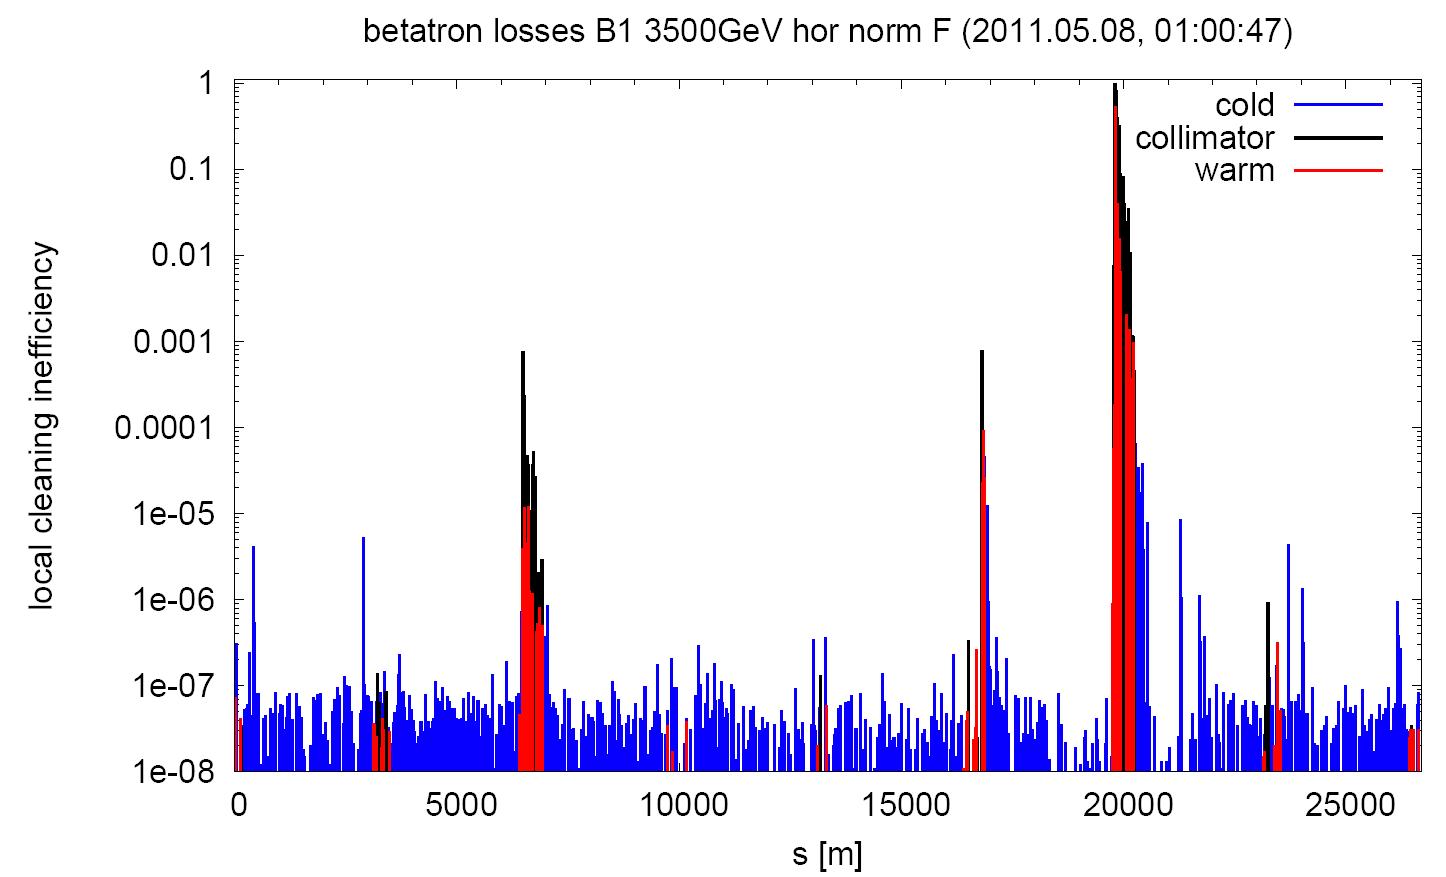 betatron losses B1 3500GeV hor norm F (2011.05.08, 01:00:47)
1
0.1
0.01
0.001
0.0001
1e-05
1e-06
1e-07
1e-08
local cleaning inefficiency
cold
collimator
warm
0 5000 10000 15000 20000 25000
s [m]